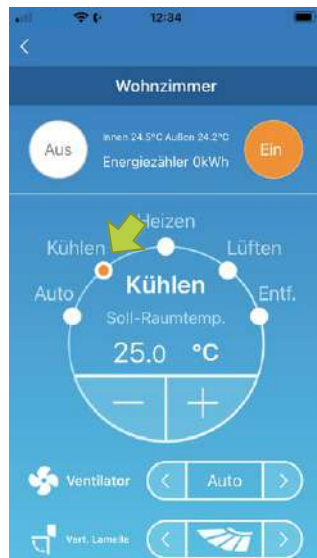 12:34
Wohnzimmer
Aus
Innen 24.5°C Außen 24.2°C
Ein
Energiezähler 0kWh
Heizen
Kühlen
Lüften
Auto
Kühlen
Entf.
Soll-Raumtemp.
25.0 °C
Ventilator
Auto
Vert. Lamelle